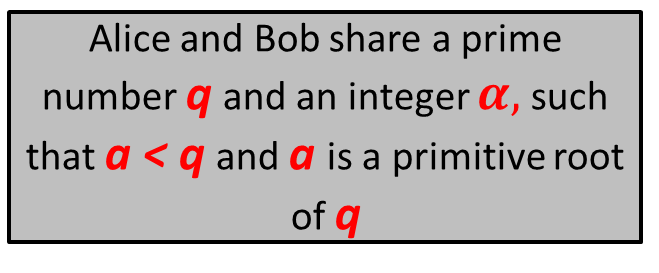 Alice and Bob share a prime
number q and an integer α, such
that a < q and a is a primitive root
of q